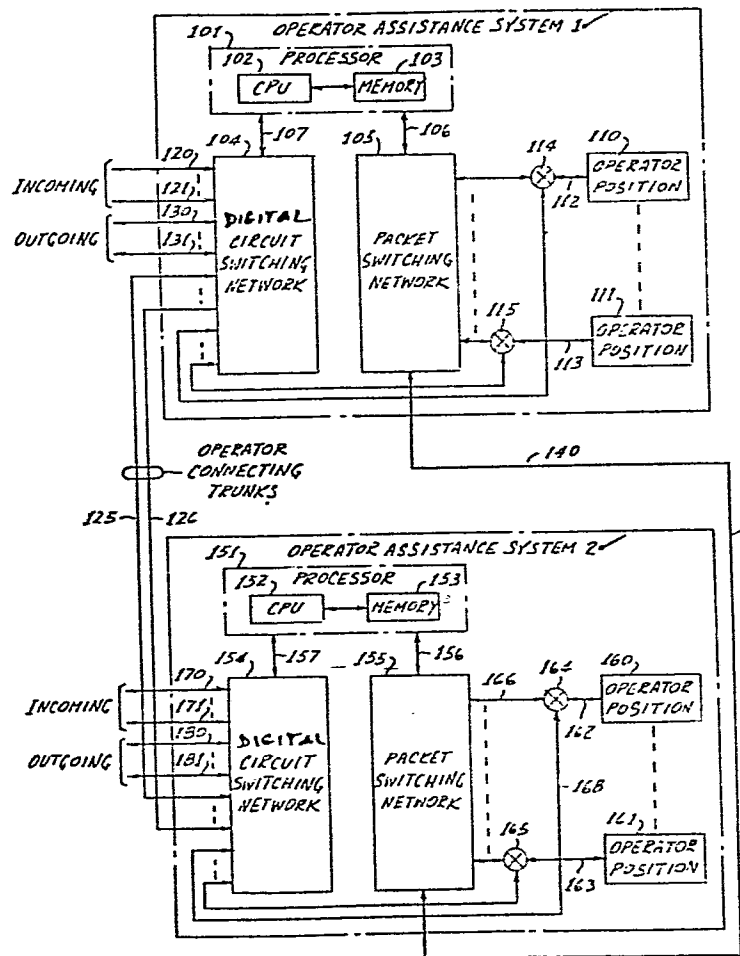 OPERATOR ASSISTANCE SYSTEM 1
101
PROCESSOR
102
103
CPU
MEMORY
104
107
105
106
110
114
OPERATOR
POSITION
112
INCOMING
120
121
OUTGOING
130
131
DIGITAL
CIRCUIT
SWITCHING
NETWORK
PACKET
SWITCHING
NETWORK
115
111
OPERATOR
POSITION
113
OPERATOR
CONNECTING
TRUNKS
140
125
126
OPERATOR ASSISTANCE SYSTEM 2
151
PROCESSOR
152
153
CPU
MEMORY
154
157
155
156
166
164
160
OPERATOR
POSITION
162
INCOMING
170
171
OUTGOING
180
181
DIGITAL
CIRCUIT
SWITCHING
NETWORK
PACKET
SWITCHING
NETWORK
168
165
161
OPERATOR
POSITION
163